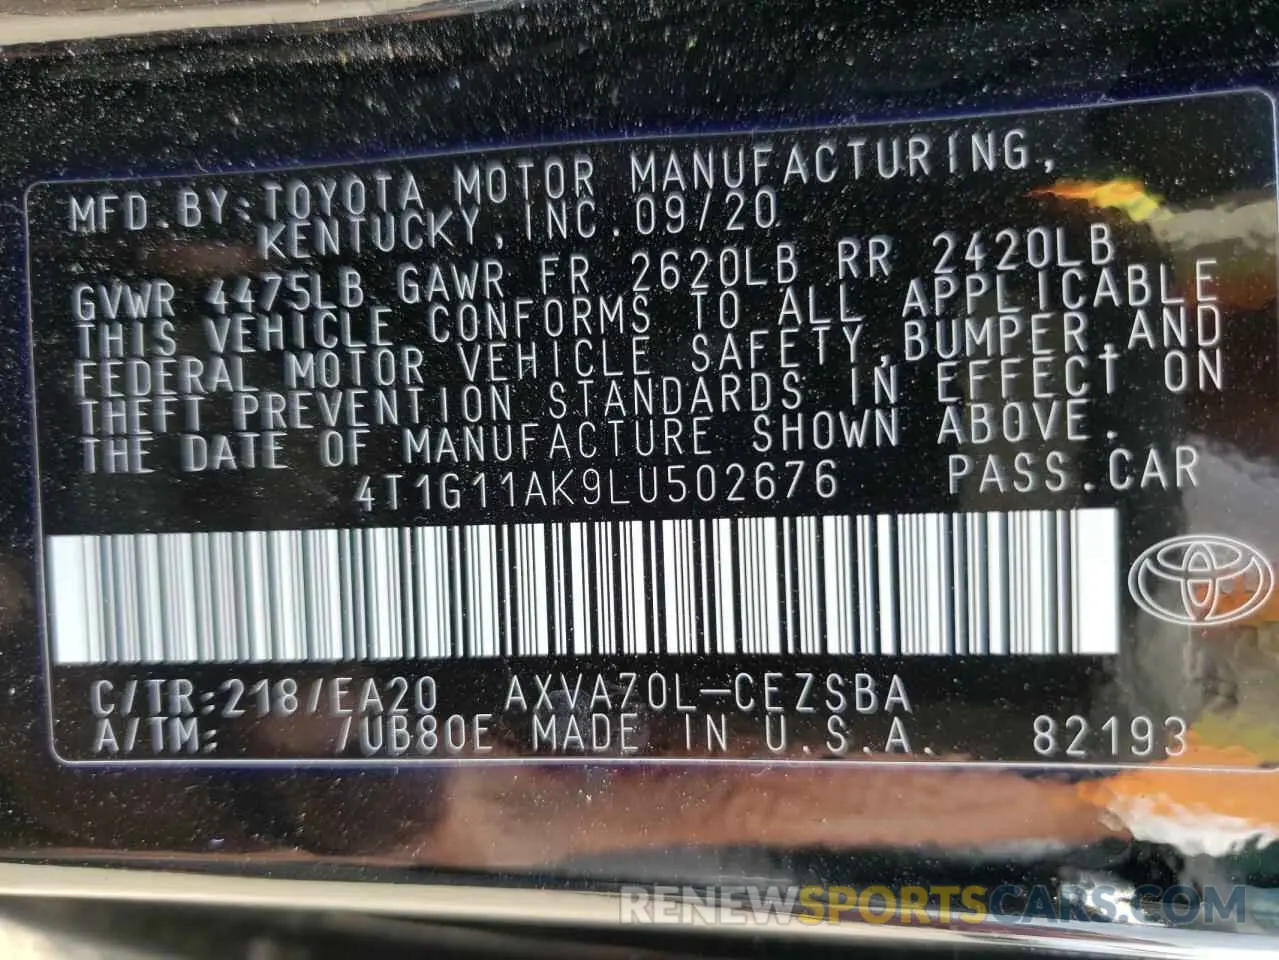 MFD.BY:TOYOTA MOTOR MANUFACTURING,
KENTUCKY,INC.09/20
GVWR 4475LB GAWR FR 2620LB RR 2420LB
THIS VEHICLE CONFORMS TO ALL APPLICABLE
FEDERAL MOTOR VEHICLE SAFETY,BUMPER,AND
THEFT PREVENTION STANDARDS IN EFFECT ON
THE DATE OF MANUFACTURE SHOWN ABOVE.
4T1G11AK9LU502676 PASS.CAR
C/TR:218/EA20 AXVA70L-CEZSBA
A/TM: /UB80E MADE IN U.S.A. 82193
RENEWSPORTSCARS.COM